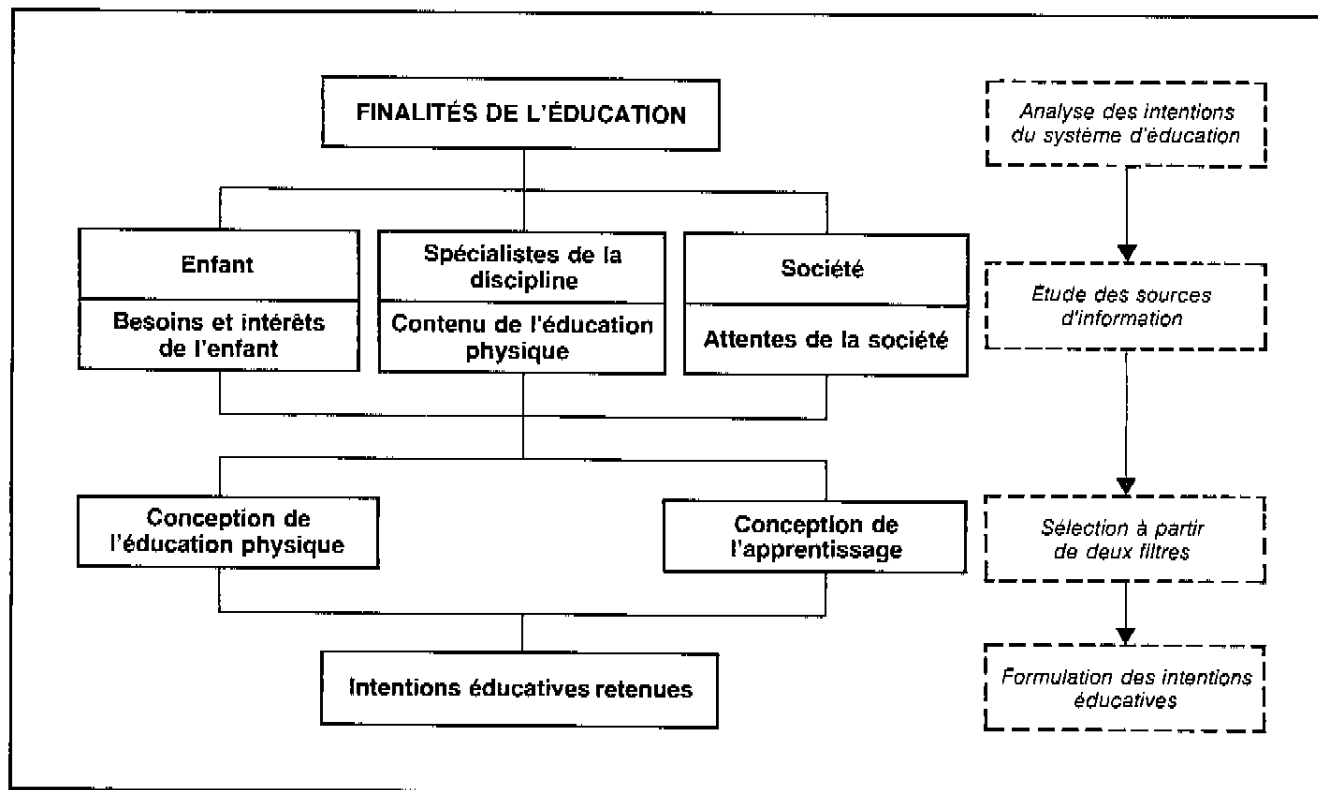 FINALITÉS DE L'ÉDUCATION
Enfant
Besoins et intérêts
de l'enfant
Spécialistes de la
discipline
Contenu de l'éducation
physique
Société
Attentes de la société
Conception de
l'éducation physique
Conception de
l'apprentissage
Intentions éducatives retenues
Analyse des intentions
du système d'éducation
Étude des sources
d'information
Sélection à partir
de deux filtres
Formulation des intentions
éducatives